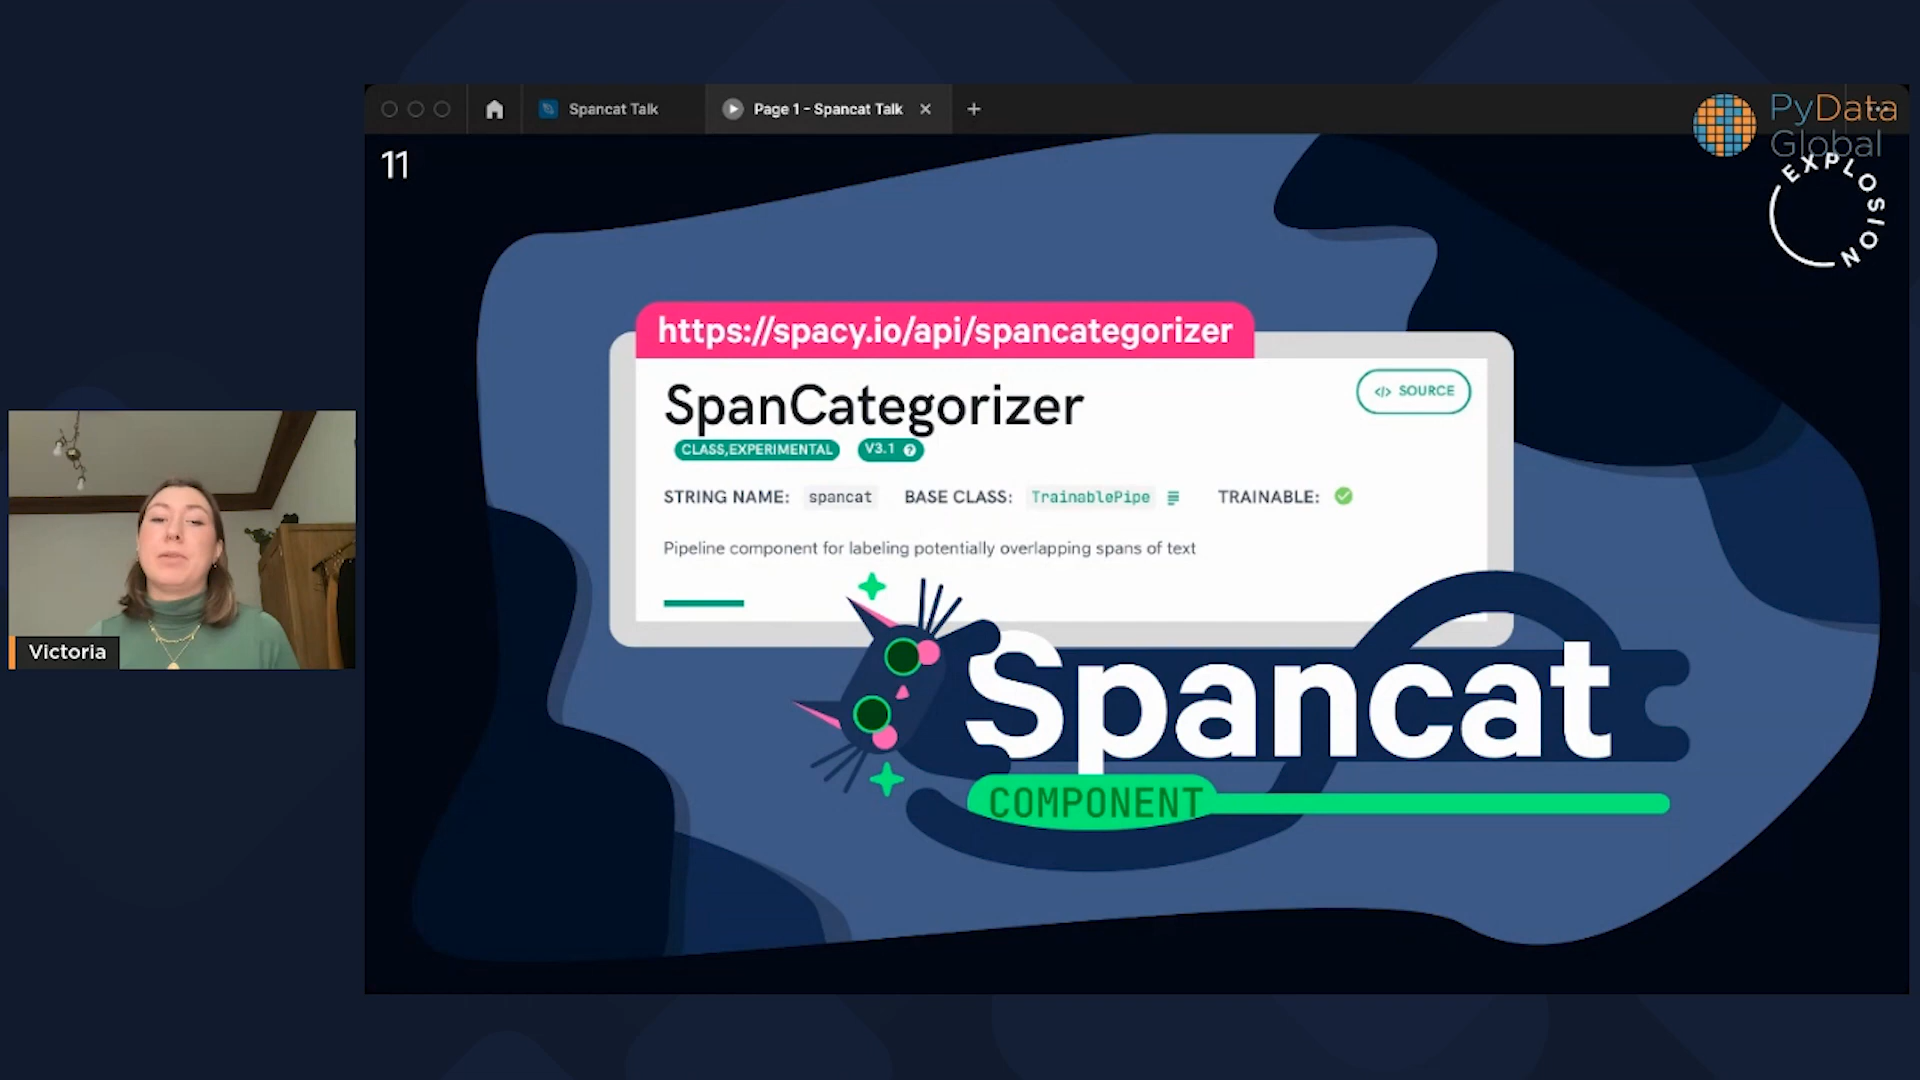 Spancat Talk
Page 1 - Spancat Talk
PyData
Global
11
EXPLOSION
https://spacy.io/api/spancategorizer
SpanCategorizer
</> SOURCE
CLASS,EXPERIMENTAL
V3.1 ?
STRING NAME: spancat BASE CLASS: TrainablePipe TRAINABLE:
Pipeline component for labeling potentially overlapping spans of text
Spancat
COMPONENT
Victoria